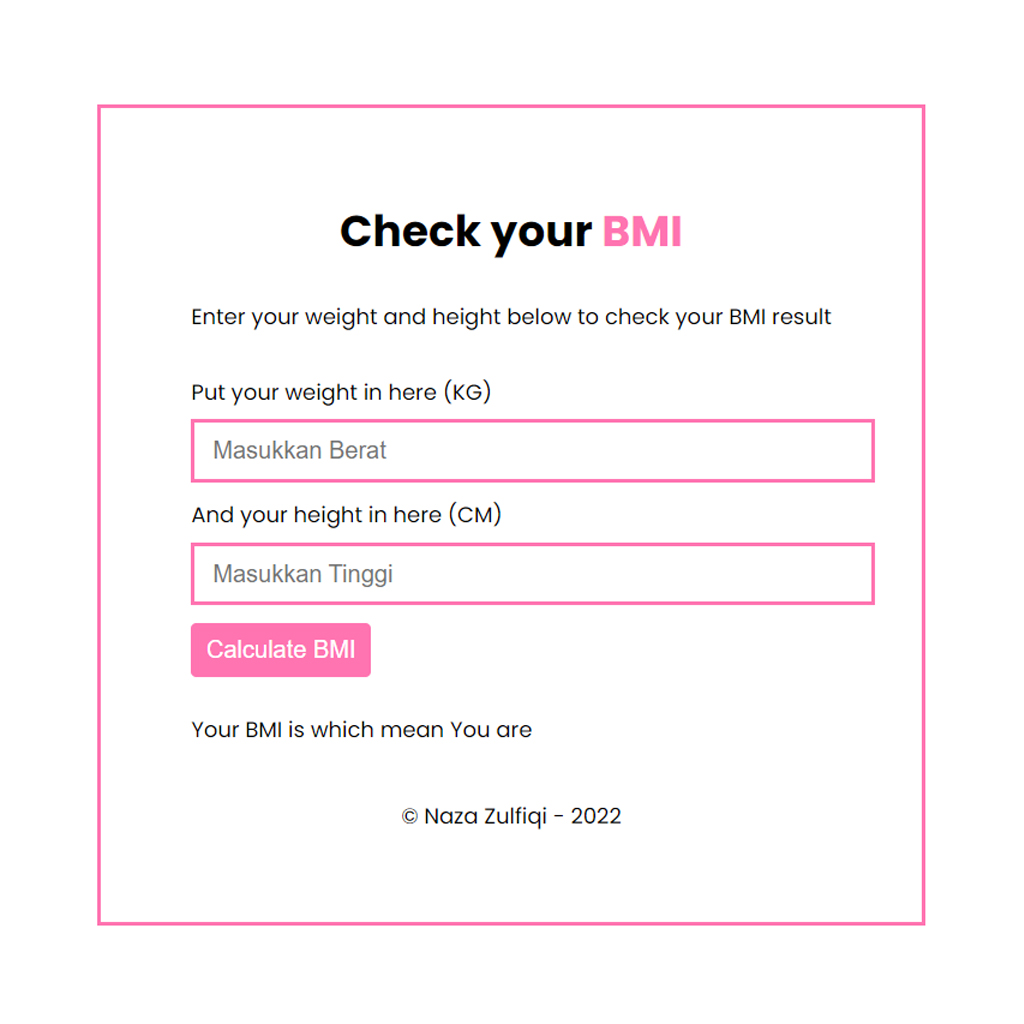 Check your BMI
Enter your weight and height below to check your BMI result
Put your weight in here (KG)
Masukkan Berat
And your height in here (CM)
Masukkan Tinggi
Calculate BMI
Your BMI is which mean You are
© Naza Zulfiqi - 2022